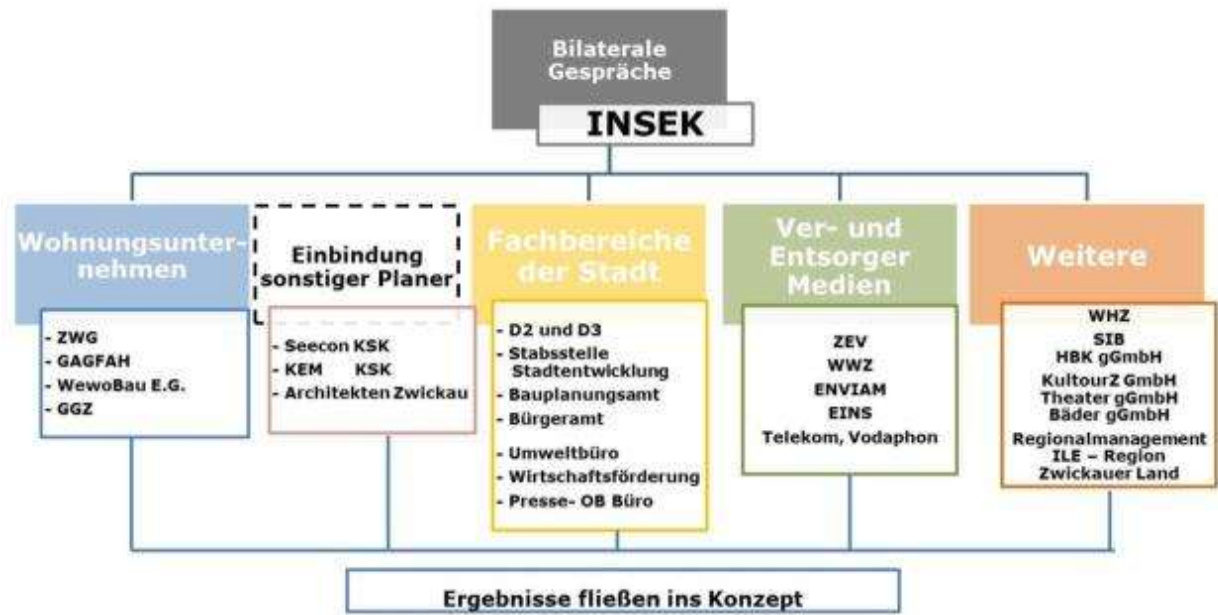 Bilaterale
Gespräche
INSEK
Wohnungsunter-
nehmen
- ZWG
- GAGFAH
- WewoBau E.G.
- GGZ
Einbindung
sonstiger Planer
- Seecon KSK
- KEM KSK
- Architekten Zwickau
Fachbereiche
der Stadt
- D2 und D3
- Stabsstelle
Stadtentwicklung
- Bauplanungsamt
- Bürgeramt
- Umweltbüro
- Wirtschaftsförderung
- Presse- OB Büro
Ver- und
Entsorger
Medien
ZEV
WWZ
ENVIAM
EINS
Telekom, Vodaphon
Weitere
WHZ
SIB
HBK gGmbH
KultourZ GmbH
Theater gGmbH
Bäder gGmbH
Regionalmanagement
ILE – Region
Zwickauer Land
Ergebnisse fließen ins Konzept